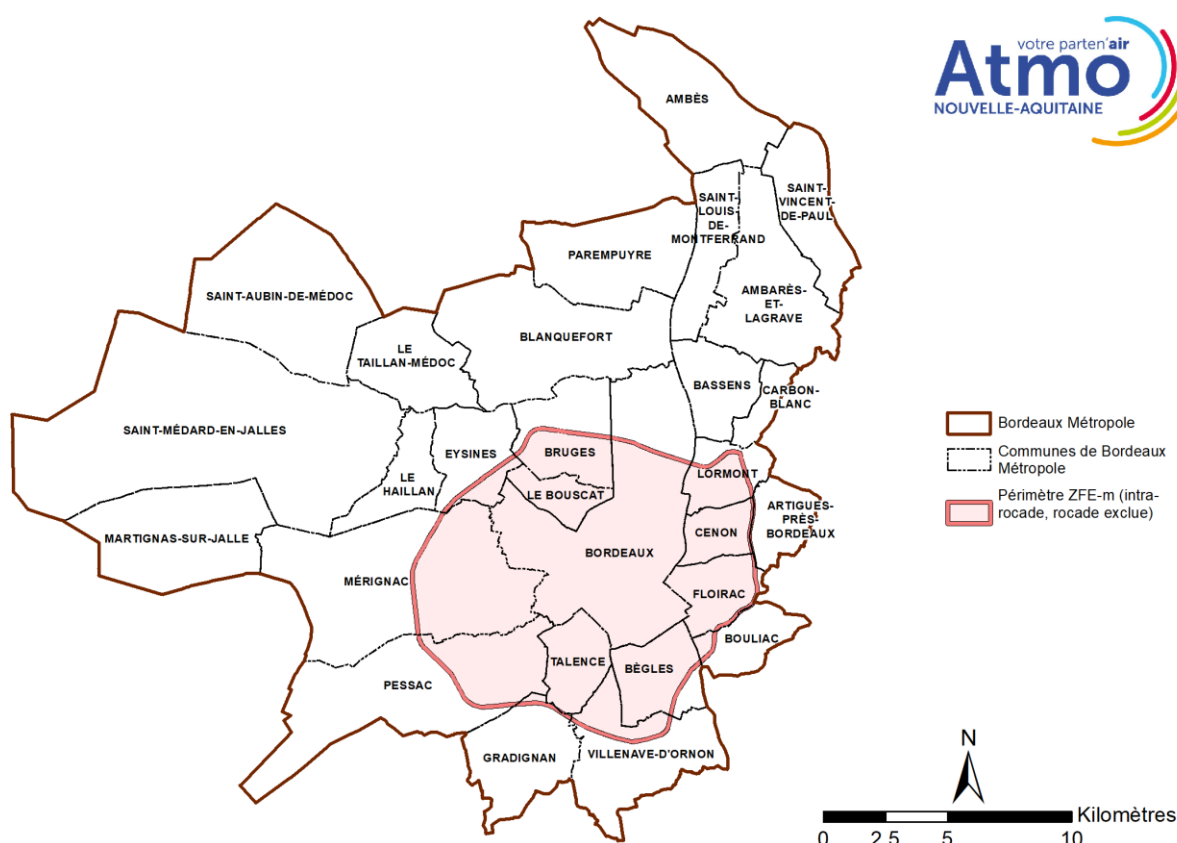 votre parten'air
Atmo
NOUVELLE-AQUITAINE
AMBÈS
SAINT-
VINCENT-
DE-PAUL
SAINT-
LOUIS-
DE-
MONTFERRAND
PAREMPUYRE
SAINT-AUBIN-DE-MÉDOC
AMBARÈS-
ET-
LAGRAVE
BLANQUEFORT
LE
TAILLAN-MÉDOC
BASSENS
CARBON-
BLANC
SAINT-MÉDARD-EN-JALLES
EYSINES
BRUGES
LE
HAILLAN
LORMONT
LE BOUSCAT
ARTIGUES-
PRÈS-
BORDEAUX
MARTIGNAS-SUR-JALLE
BORDEAUX
CENON
MÉRIGNAC
FLOIRAC
BOULIAC
TALENCE
BÈGLES
PESSAC
GRADIGNAN
VILLENAVE-D'ORNON
Bordeaux Métropole
Communes de Bordeaux
Métropole
Périmètre ZFE-m (intra-
rocade, rocade exclue)
N
Kilomètres
0 2,5 5 10